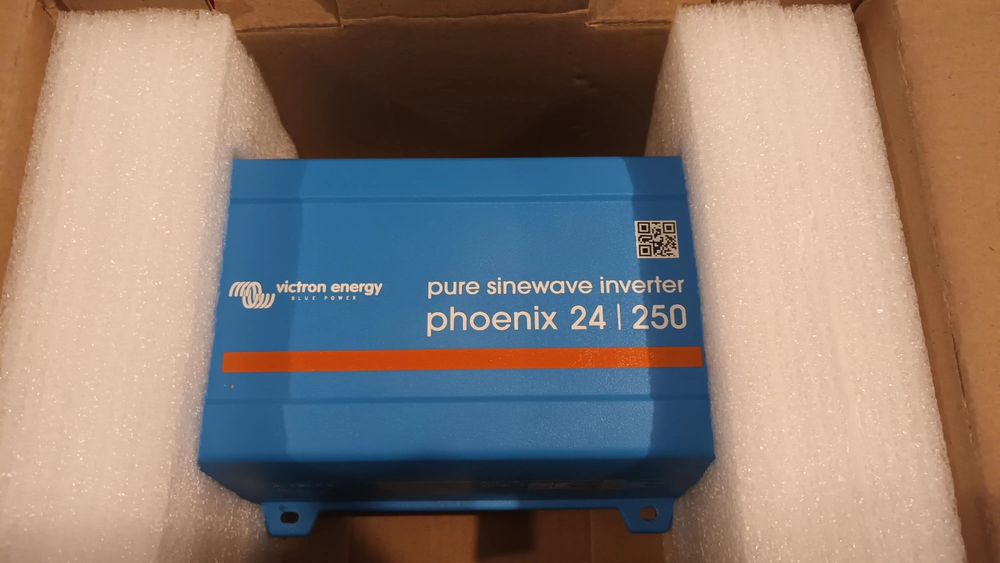 victron energy
BLUE POWER
pure sinewave inverter
phoenix 24 | 250